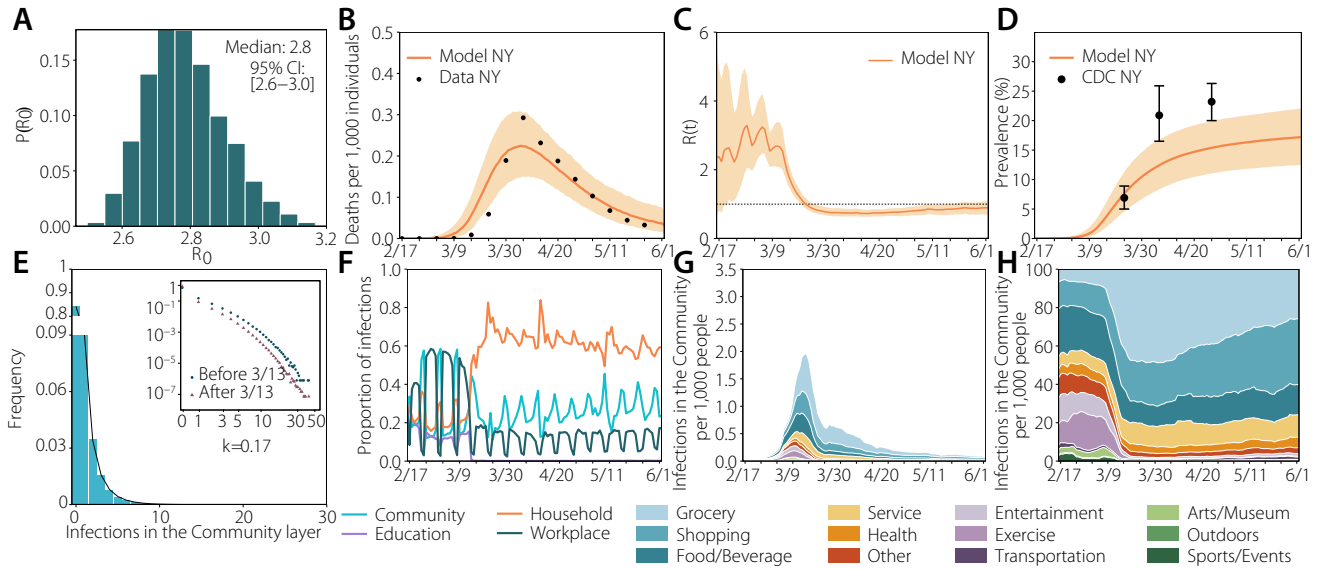 A
Median: 2.8
95% CI:
[2.6–3.0]
P(R0)
0.15
0.10
0.05
0.00
2.6
2.8
3.0
3.2
R0
B
Model NY
Data NY
Deaths per 1,000 individuals
0.5
0.4
0.3
0.2
0.1
0.0
2/17
3/9
3/30
4/20
5/11
6/1
C
Model NY
R(t)
6
4
2
0
2/17
3/9
3/30
4/20
5/11
6/1
D
Model NY
CDC NY
Prevalence (%)
35
30
25
20
15
10
5
0
2/17
3/9
3/30
4/20
5/11
6/1
E
Frequency
1
0.9
0.8
0.09
0.06
0.03
0
0
10
20
30
Infections in the Community layer
1
10-1
10-3
10-5
10-7
Before 3/13
After 3/13
1
3
5
10
30
50
k=0.17
F
Proportion of infections
1.0
0.8
0.6
0.4
0.2
0.0
2/17
3/9
3/30
4/20
5/11
6/1
G
Infections in the Community
per 1,000 people
3.5
3.0
2.5
2.0
1.5
1.0
0.5
0.0
2/17
3/9
3/30
4/20
5/11
6/1
H
Infections in the Community
per 1,000 people
100
80
60
40
20
0
2/17
3/9
3/30
4/20
5/11
6/1
Community
Education
Household
Workplace
Grocery
Shopping
Food/Beverage
Service
Health
Other
Entertainment
Exercise
Transportation
Arts/Museum
Outdoors
Sports/Events